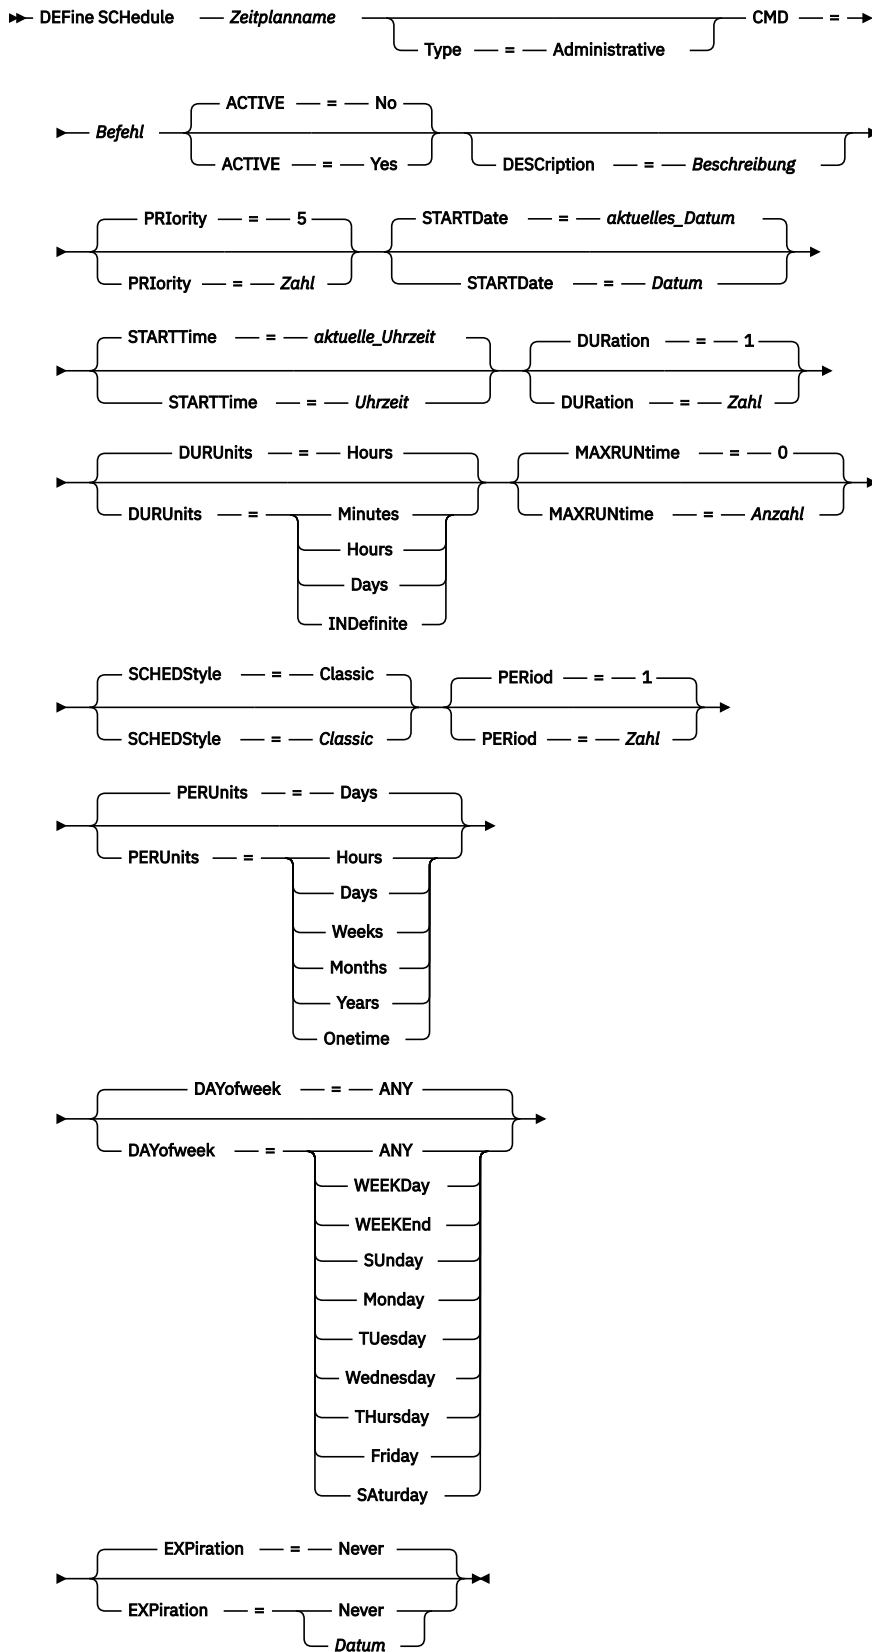 DEFine SCHedule Zeitplanname CMD =
Type = Administrative
ACTIVE = No
Befehl
ACTIVE = Yes
DESCription = Beschreibung
PRIority = 5
STARTDate = aktuelles_Datum
PRIority = Zahl
STARTDate = Datum
STARTTime = aktuelle_Uhrzeit
DURation = 1
STARTTime = Uhrzeit
DURation = Zahl
DURUnits = Hours
MAXRUNtime = 0
DURUnits = Minutes
MAXRUNtime = Anzahl
Hours
Days
INDefinite
SCHEDStyle = Classic
PERiod = 1
SCHEDStyle = Classic
PERiod = Zahl
PERUnits = Days
PERUnits = Hours
Days
Weeks
Months
Years
Onetime
DAYofweek = ANY
DAYofweek = ANY
WEEKDay
WEEKEnd
SUnday
Monday
TUesday
Wednesday
THursday
Friday
SAturday
EXPiration = Never
EXPiration = Never
Datum